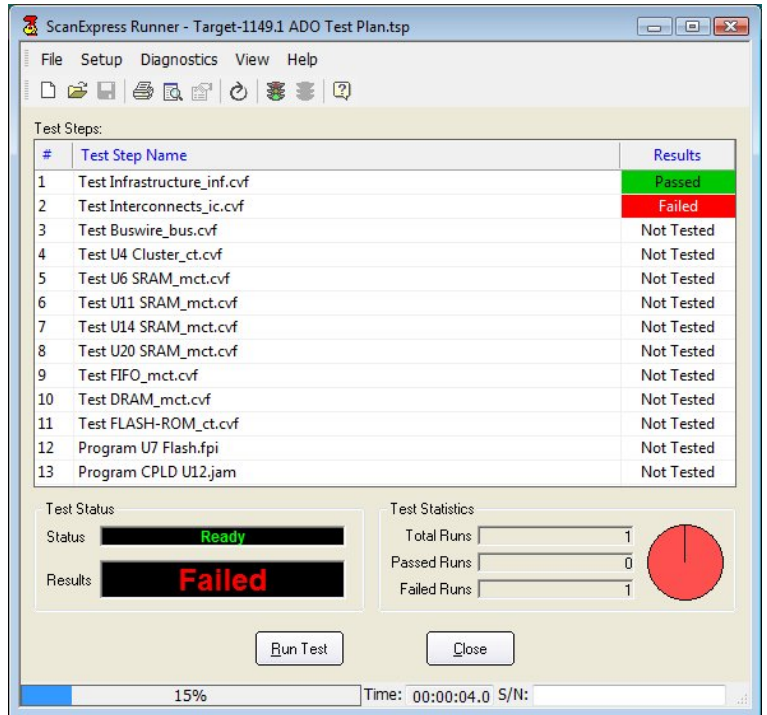 ScanExpress Runner - Target-1149.1 ADO Test Plan.tsp
File Setup Diagnostics View Help
Test Steps:
# Test Step Name Results
1 Test Infrastructure_inf.cvf Passed
2 Test Interconnects_ic.cvf Failed
3 Test Buswire_bus.cvf Not Tested
4 Test U4 Cluster_ct.cvf Not Tested
5 Test U6 SRAM_mct.cvf Not Tested
6 Test U11 SRAM_mct.cvf Not Tested
7 Test U14 SRAM_mct.cvf Not Tested
8 Test U20 SRAM_mct.cvf Not Tested
9 Test FIFO_mct.cvf Not Tested
10 Test DRAM_mct.cvf Not Tested
11 Test FLASH-ROM_ct.cvf Not Tested
12 Program U7 Flash.fpi Not Tested
13 Program CPLD U12.jam Not Tested
Test Status
Status Ready
Results Failed
Test Statistics
Total Runs 1
Passed Runs 0
Failed Runs 1
Run Test Close
15% Time: 00:00:04.0 S/N: